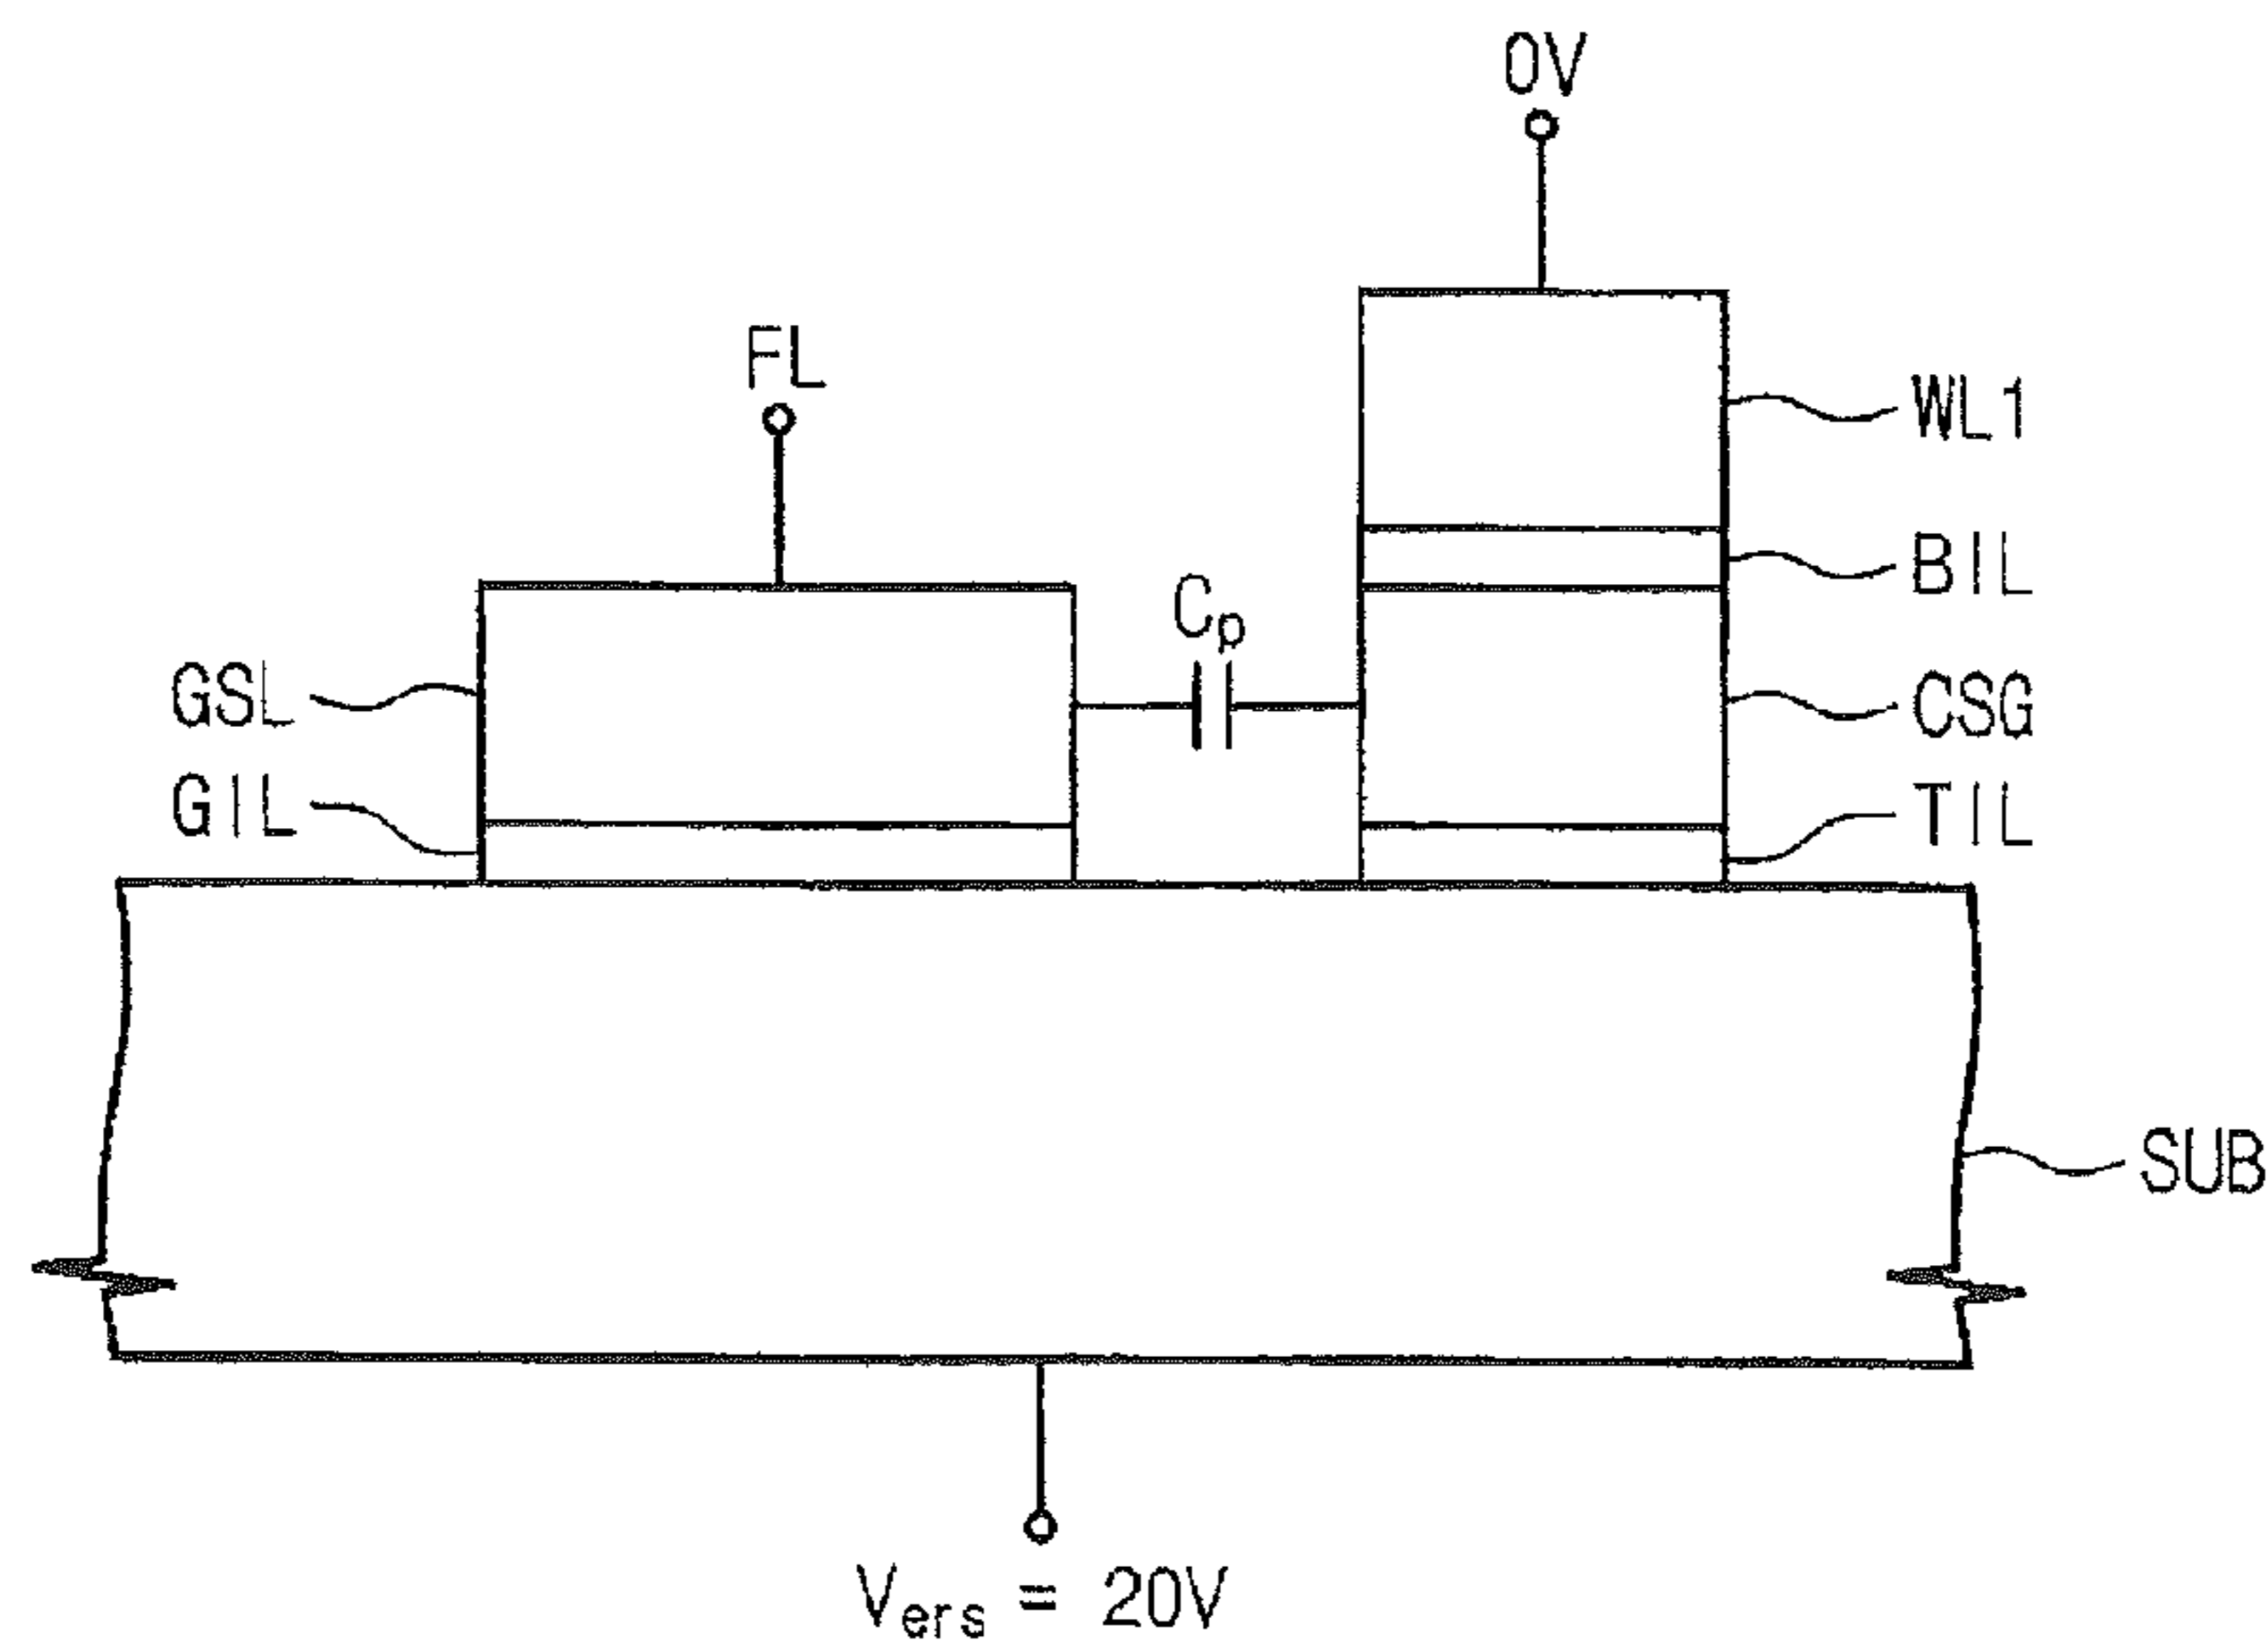 0V
FL
WL1
BIL
Cp
GSL
CSG
GIL
TIL
SUB
Vers = 20V